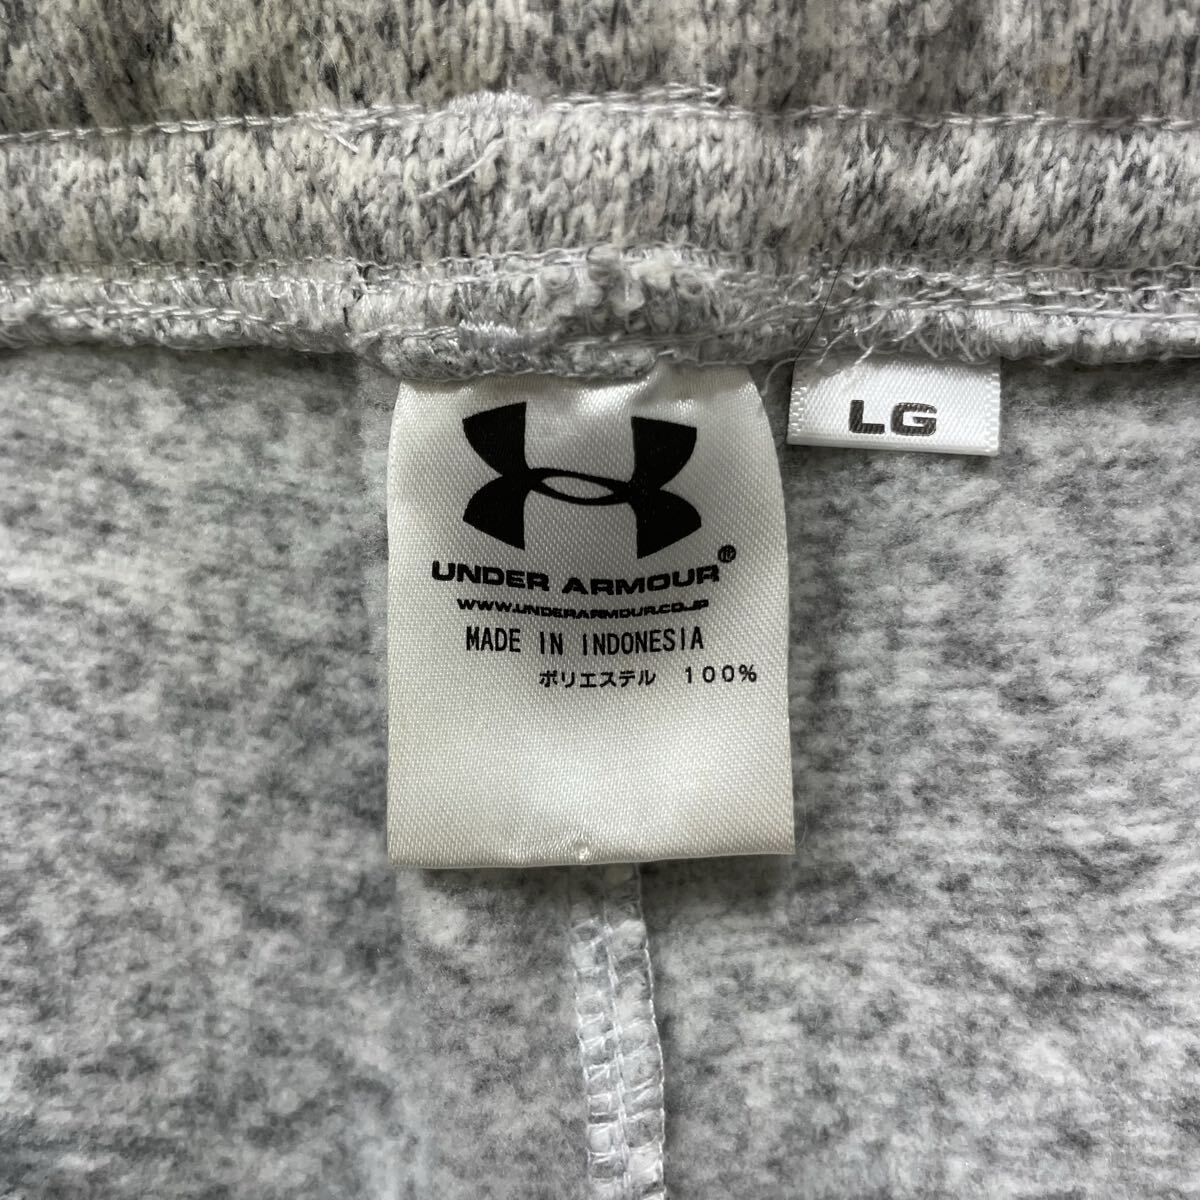 UNDER ARMOUR®
WWW.UNDERARMOUR.CO.JP
MADE IN INDONESIA
ポリエステル　100%
LG